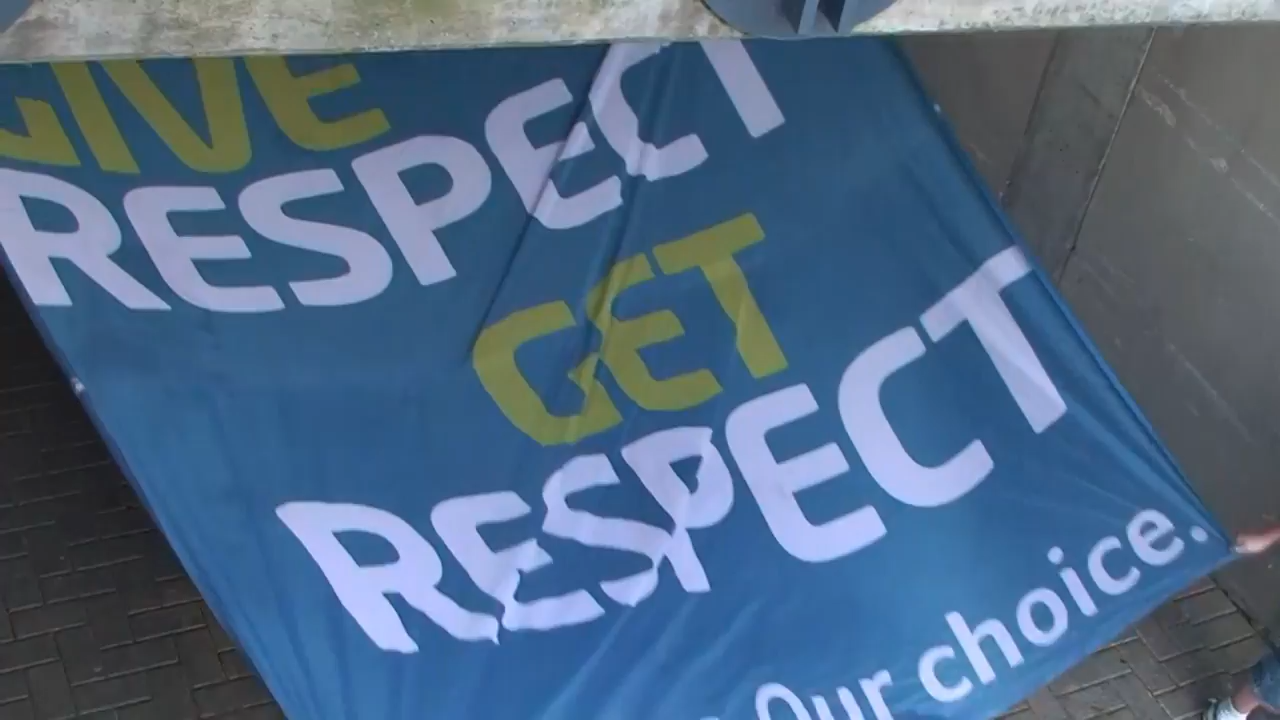 GIVE
RESPECT
GET
RESPECT
Our choice.